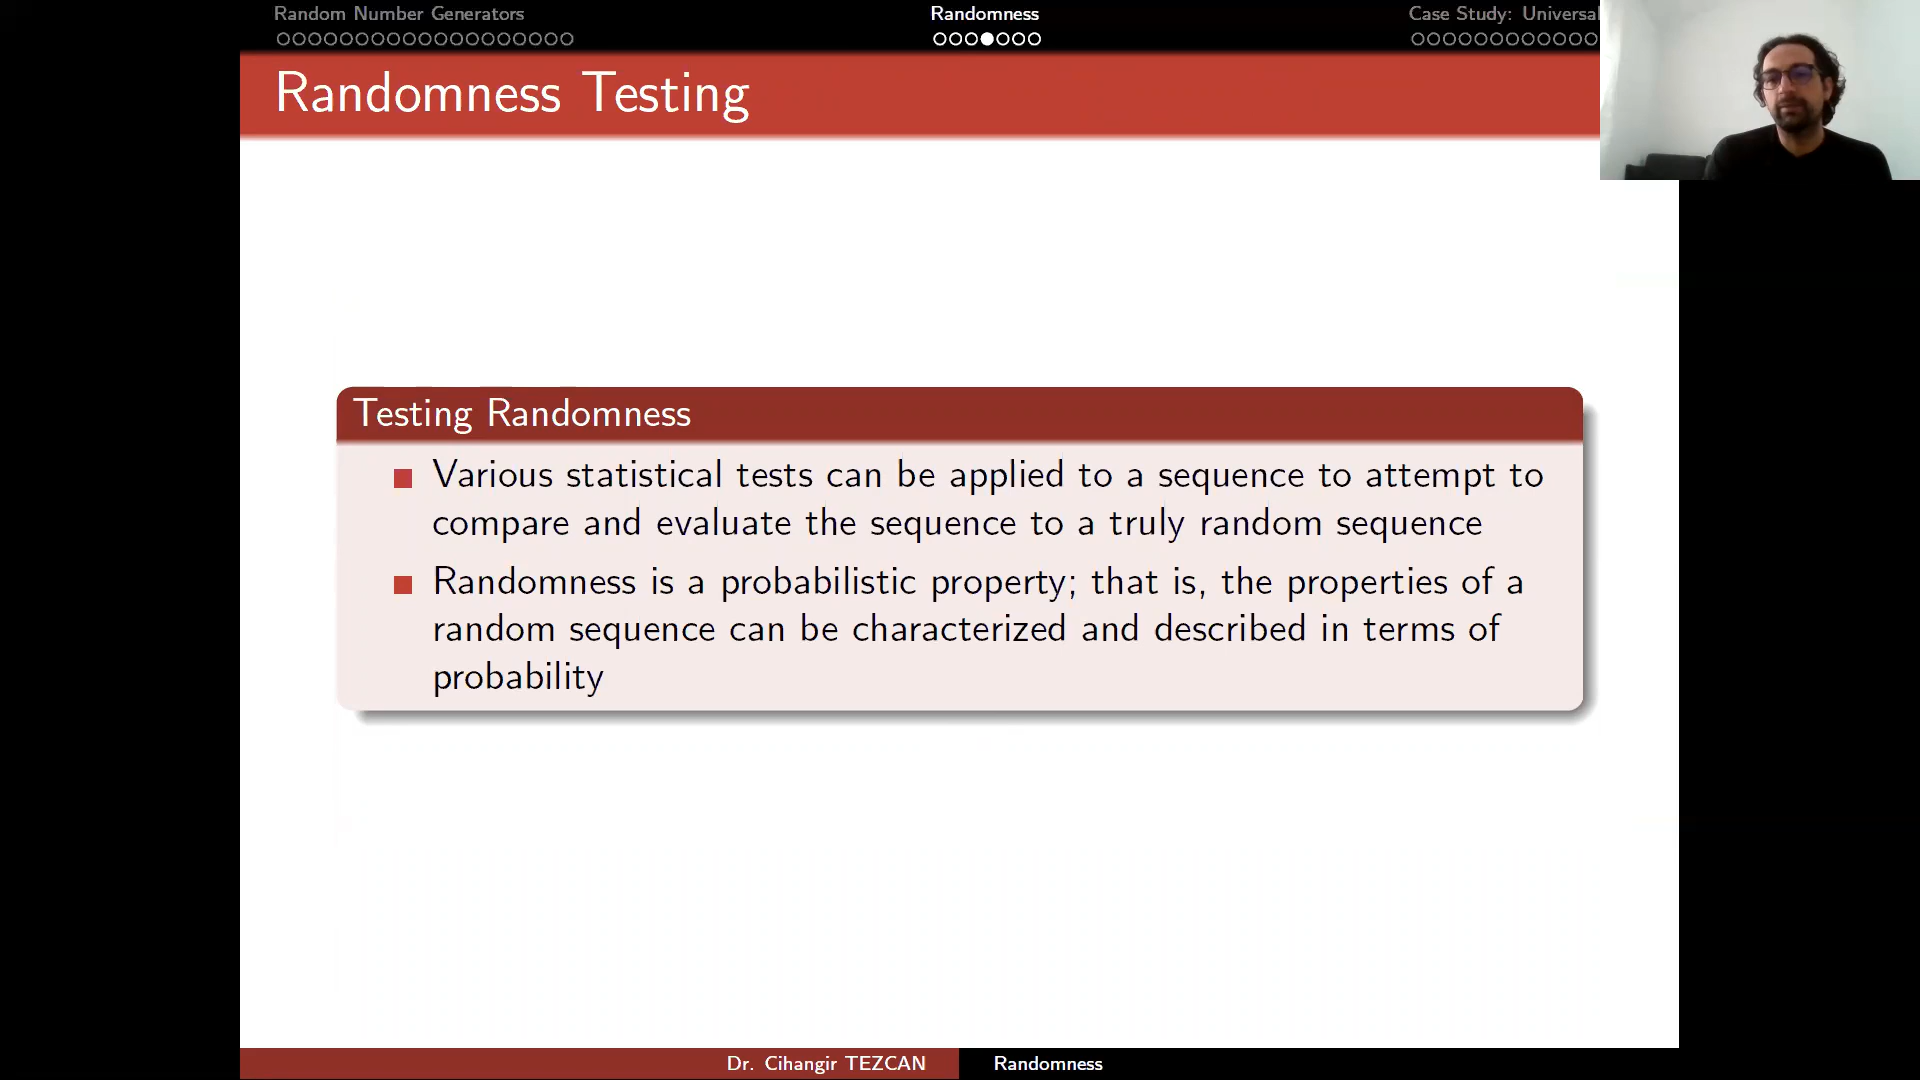 Random Number Generators
Randomness
Case Study: Universal
Randomness Testing
Testing Randomness
Various statistical tests can be applied to a sequence to attempt to
compare and evaluate the sequence to a truly random sequence
Randomness is a probabilistic property; that is, the properties of a
random sequence can be characterized and described in terms of
probability
Dr. Cihangir TEZCAN
Randomness